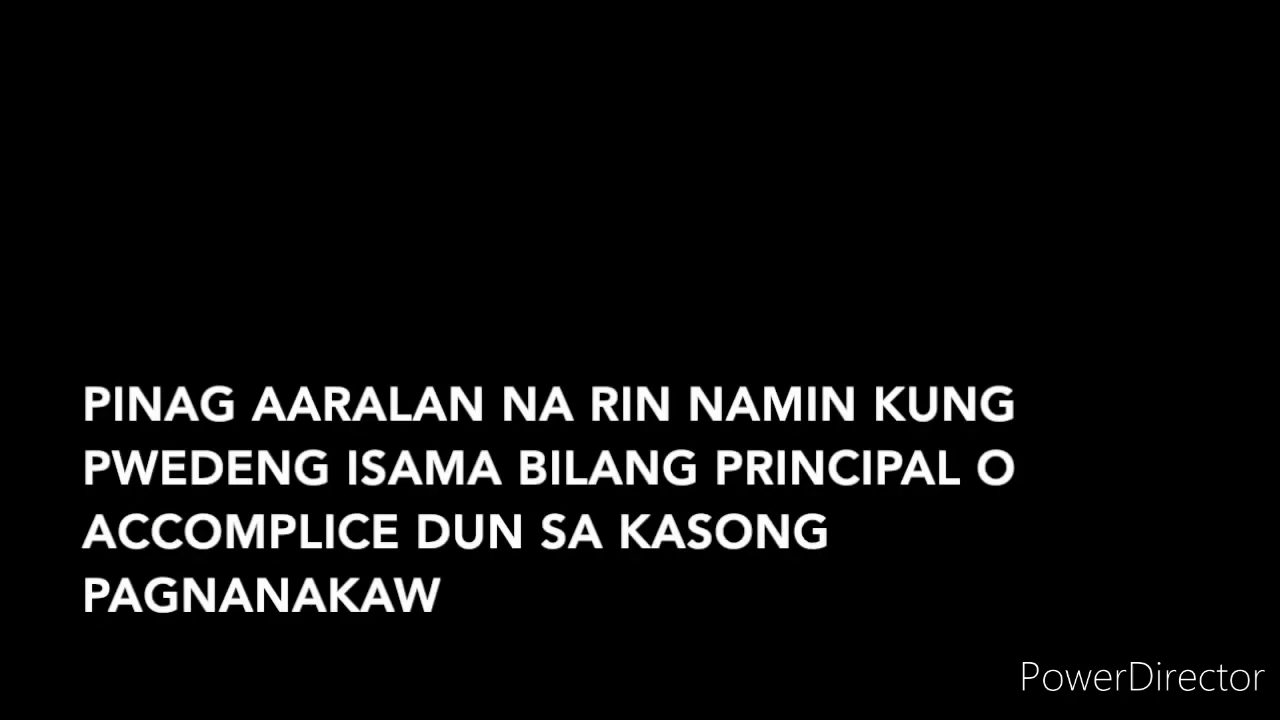 PINAG AARALAN NA RIN NAMIN KUNG
PWEDENG ISAMA BILANG PRINCIPAL O
ACCOMPLICE DUN SA KASONG
PAGNANAKAW
PowerDirector